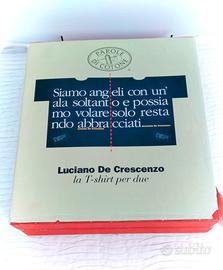 PAROLE
DI COTONE
Siamo angeli con un'
ala soltanto e possia
mo volare solo resta
ndo abbracciati
Luciano De Crescenzo
la T-shirt per due
subito